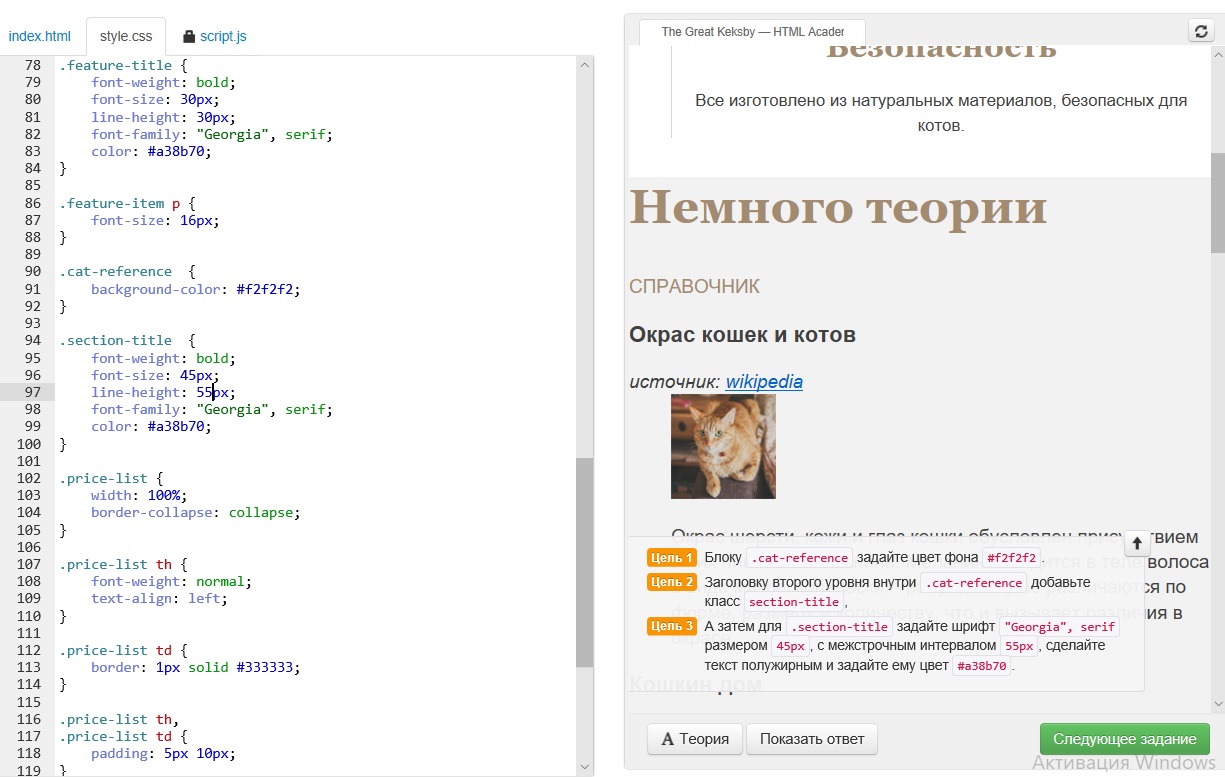 index.html
style.css
script.js
78 .feature-title {
79 font-weight: bold;
80 font-size: 30px;
81 line-height: 30px;
82 font-family: "Georgia", serif;
83 color: #a38b70;
84 }
85
86 .feature-item p {
87 font-size: 16px;
88 }
89
90 .cat-reference {
91 background-color: #f2f2f2;
92 }
93
94 .section-title {
95 font-weight: bold;
96 font-size: 45px;
97 line-height: 55px;
98 font-family: "Georgia", serif;
99 color: #a38b70;
100 }
101
102 .price-list {
103 width: 100%;
104 border-collapse: collapse;
105 }
106
107 .price-list th {
108 font-weight: normal;
109 text-align: left;
110 }
111
112 .price-list td {
113 border: 1px solid #333333;
114 }
115
116 .price-list th,
117 .price-list td {
118 padding: 5px 10px;
119 }
The Great Keksby — HTML Acader
Безопасность
Все изготовлено из натуральных материалов, безопасных для
котов.
Немного теории
СПРАВОЧНИК
Окрас кошек и котов
источник: wikipedia
Окрас шерсти, кожи и глаз кошки обусловлен
Цель 1 Блоку .cat-reference задайте цвет фона #f2f2f2.
Цель 2 Заголовку второго уровня внутри .cat-reference добавьте
класс section-title,
Цель 3 А затем для .section-title задайте шрифт "Georgia", serif
размером 45px, с межстрочным интервалом 55px, сделайте
текст полужирным и задайте ему цвет #a38b70.
Кошкин дом
Теория
Показать ответ
Следующее задание
Активация Windows